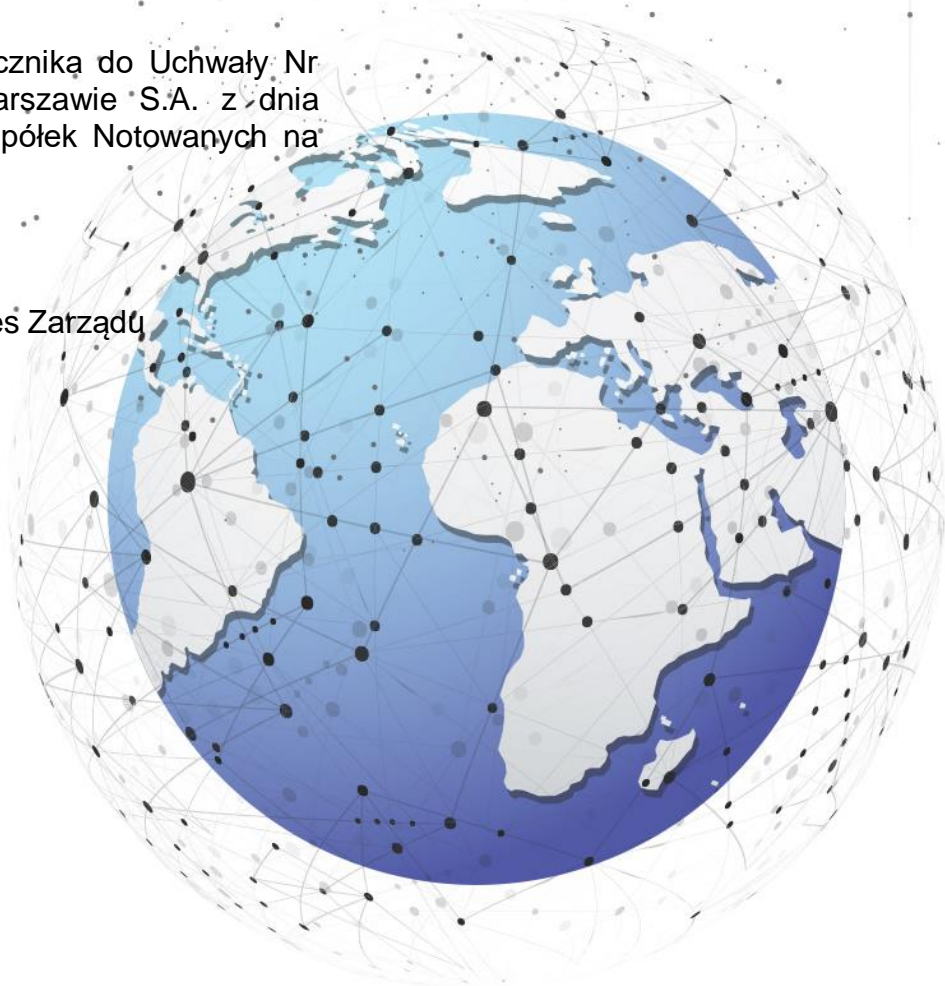 cznika do Uchwały Nr
arszawie S.A. z dnia
półek Notowanych na
es Zarządu